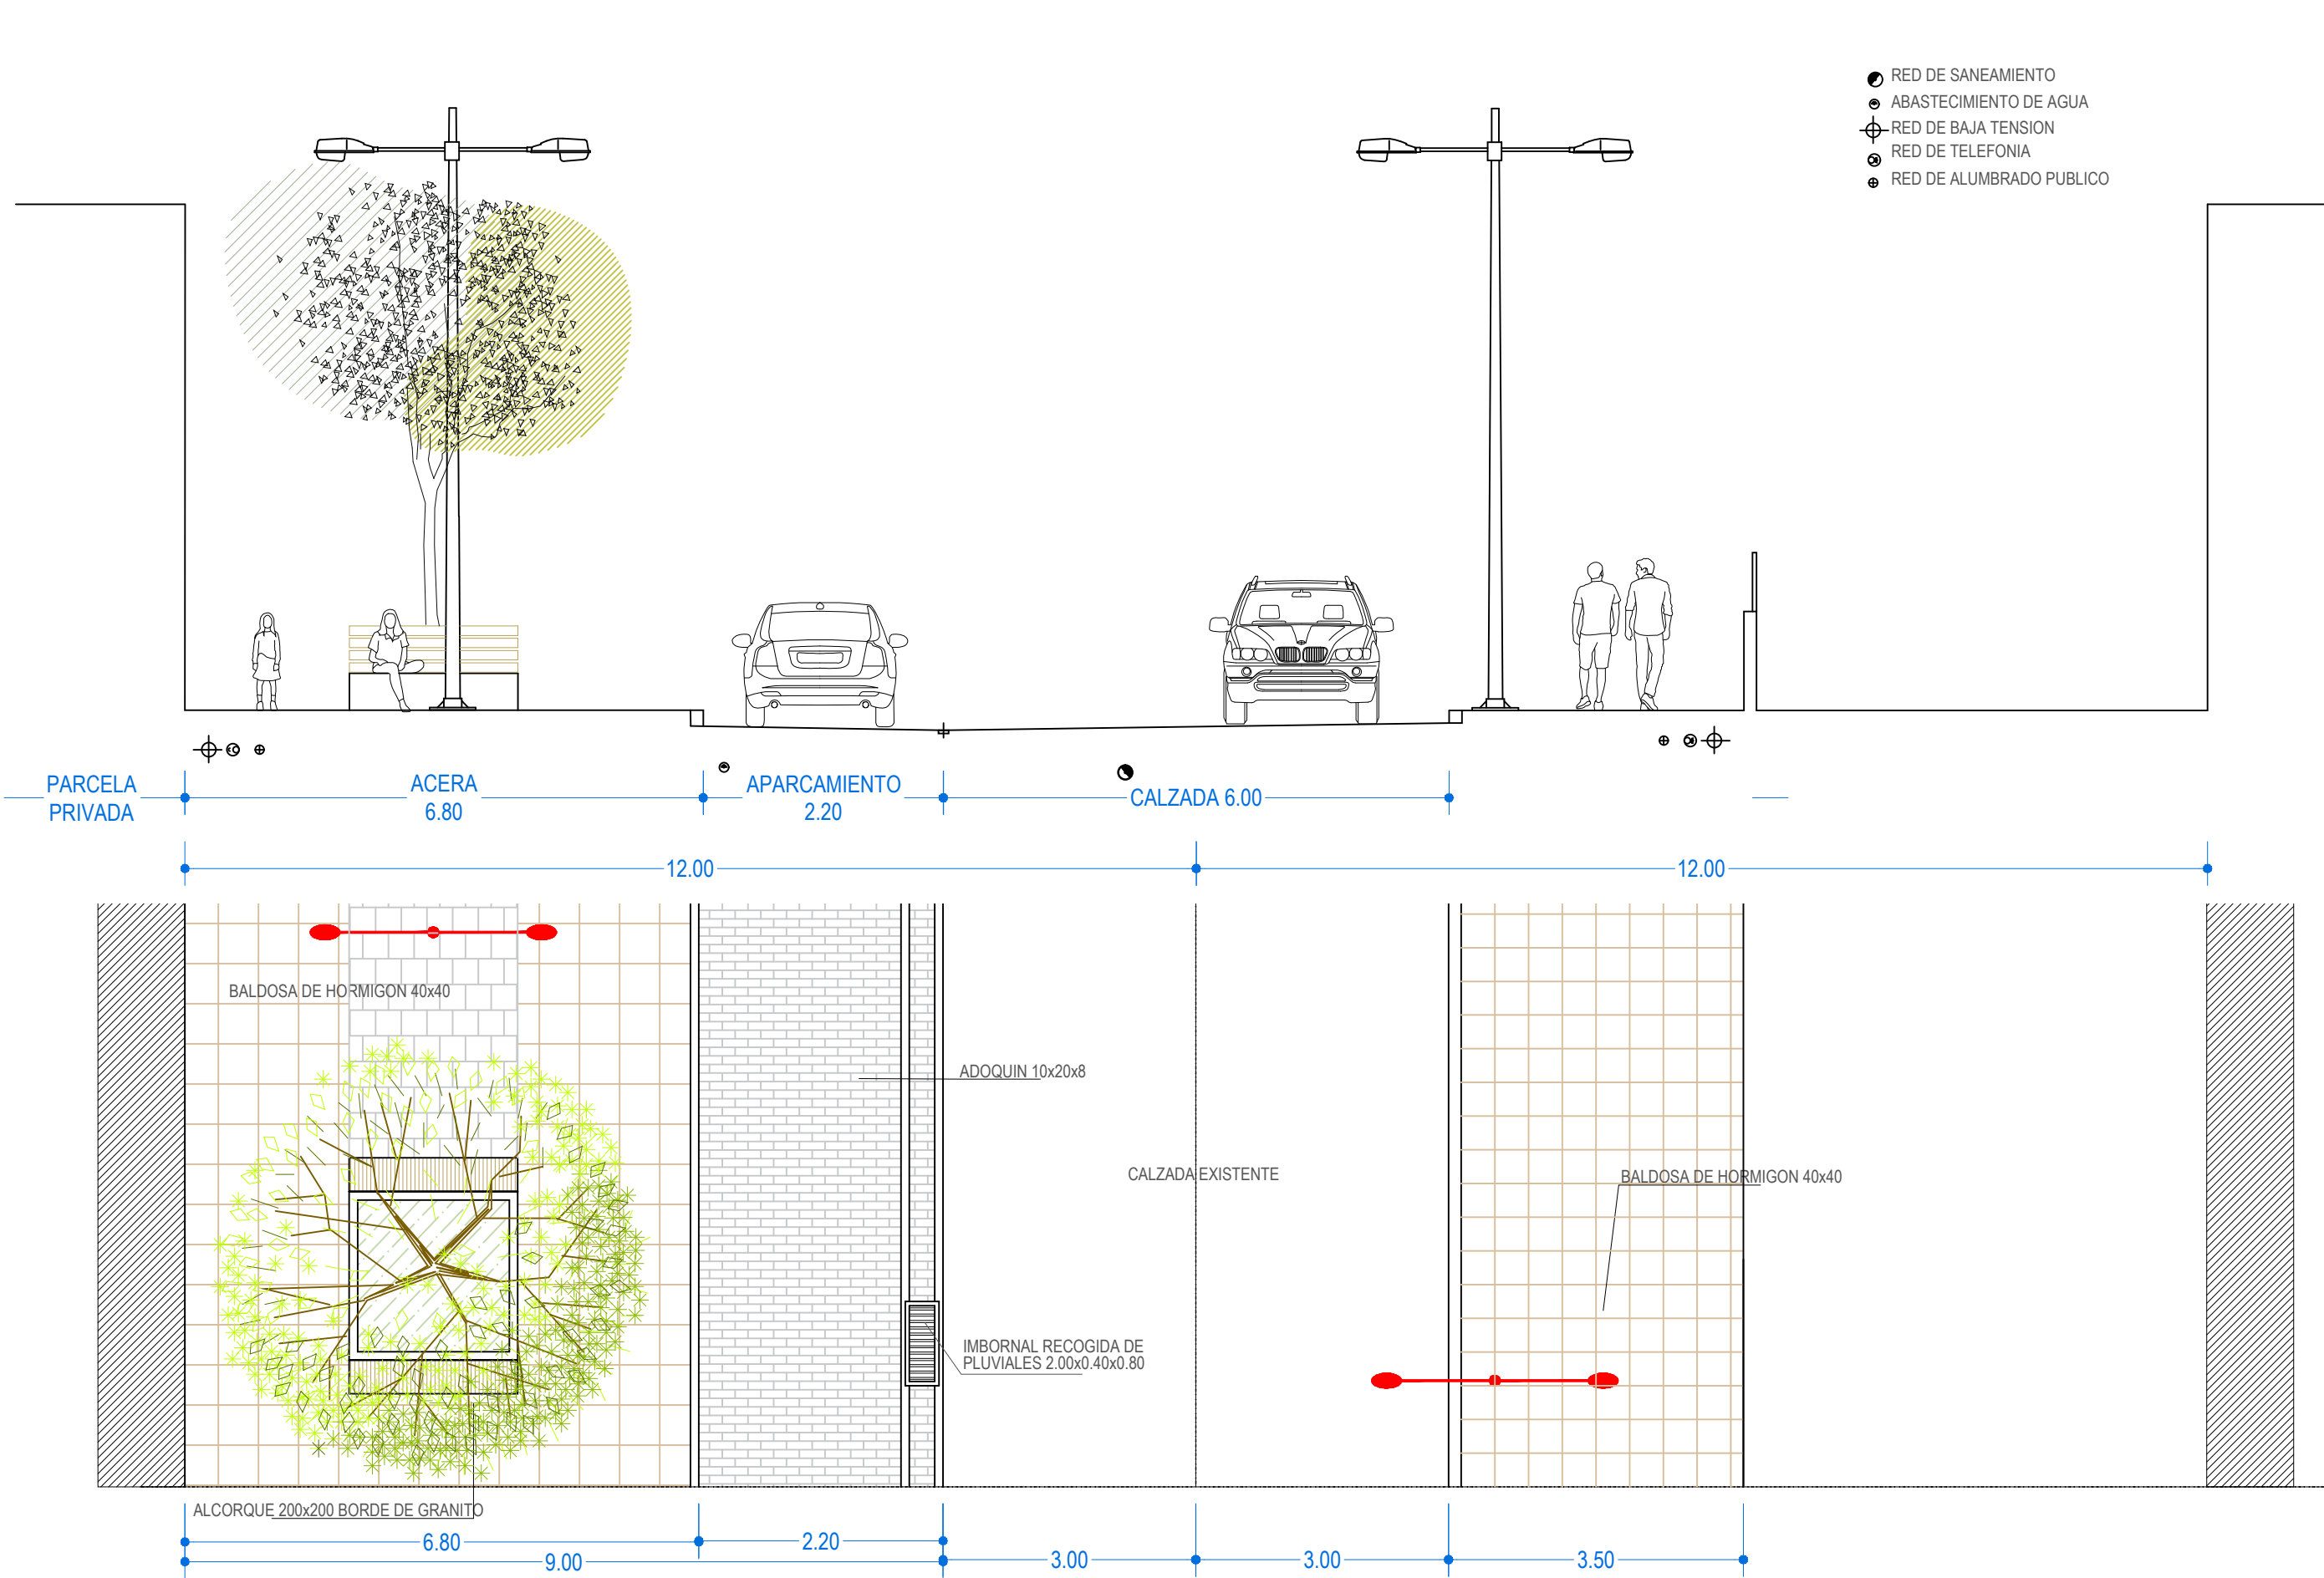 RED DE SANEAMIENTO
ABASTECIMIENTO DE AGUA
RED DE BAJA TENSION
RED DE TELEFONIA
RED DE ALUMBRADO PUBLICO
PARCELA
PRIVADA
ACERA
6.80
APARCAMIENTO
2.20
CALZADA 6.00
12.00
12.00
BALDOSA DE HORMIGON 40x40
ADOQUIN 10x20x8
CALZADA EXISTENTE
BALDOSA DE HORMIGON 40x40
IMBORNAL RECOGIDA DE
PLUVIALES 2.00x0.40x0.80
ALCORQUE 200x200 BORDE DE GRANITO
6.80
2.20
9.00
3.00
3.00
3.50